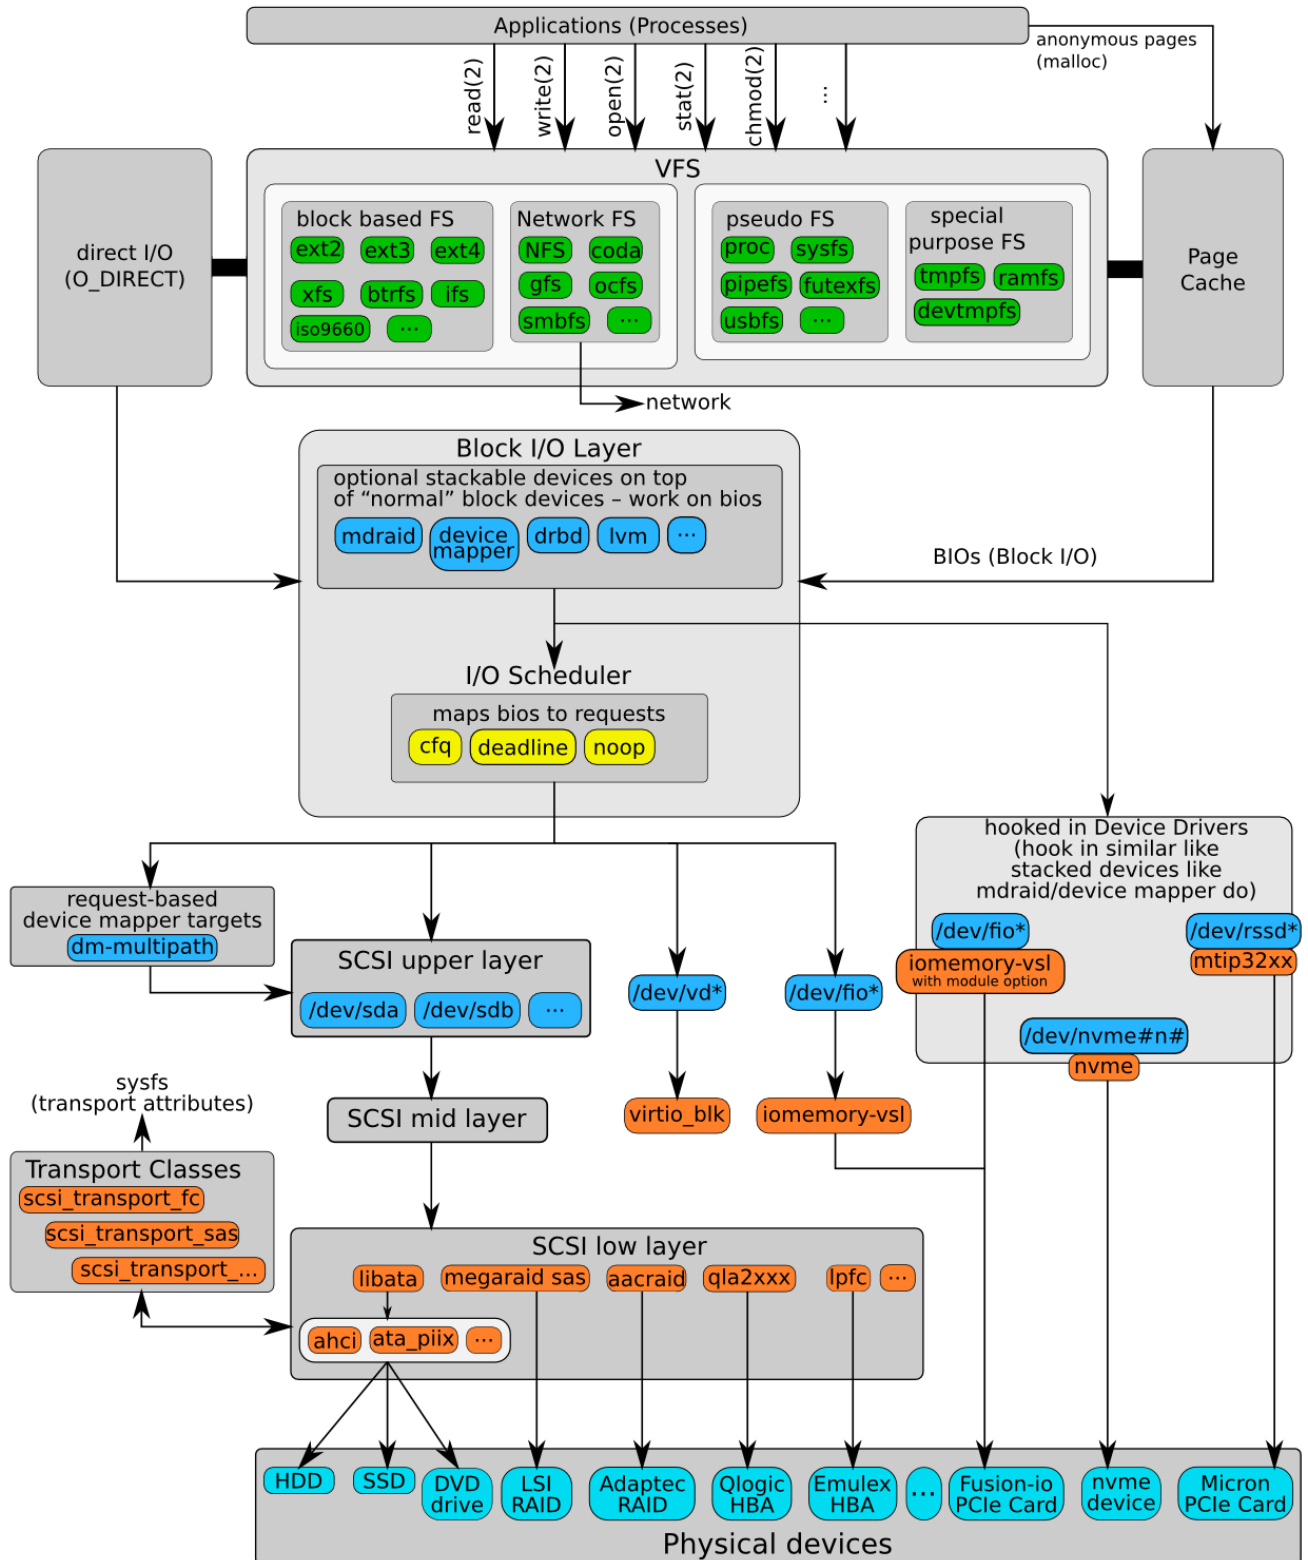 Applications (Processes)
anonymous pages
(malloc)
read(2)
write(2)
open(2)
stat(2)
chmod(2)
...
VFS
direct I/O
(O_DIRECT)
block based FS
ext2 ext3 ext4
xfs btrfs ifs
iso9660 ...
Network FS
NFS coda
gfs ocfs
smbfs ...
pseudo FS
proc sysfs
pipefs futexfs
usbfs ...
special
purpose FS
tmpfs ramfs
devtmpfs
Page
Cache
network
Block I/O Layer
optional stackable devices on top
of “normal” block devices – work on bios
mdraid device mapper drbd lvm ...
BIOs (Block I/O)
I/O Scheduler
maps bios to requests
cfq deadline noop
hooked in Device Drivers
(hook in similar like
stacked devices like
mdraid/device mapper do)
/dev/fio* /dev/rssd*
iomemory-vsl mtip32xx
with module option
/dev/nvme#n#
nvme
request-based
device mapper targets
dm-multipath
SCSI upper layer
/dev/sda /dev/sdb ...
/dev/vd*
/dev/fio*
sysfs
(transport attributes)
SCSI mid layer
virtio_blk
iomemory-vsl
Transport Classes
scsi_transport_fc
scsi_transport_sas
scsi_transport_...
SCSI low layer
libata megaraid sas aacraid qla2xxx lpfc ...
ahci ata_piix ...
HDD
SSD
DVD
drive
LSI
RAID
Adaptec
RAID
Qlogic
HBA
Emulex
HBA
...
Fusion-io
PCIe Card
nvme
device
Micron
PCIe Card
Physical devices